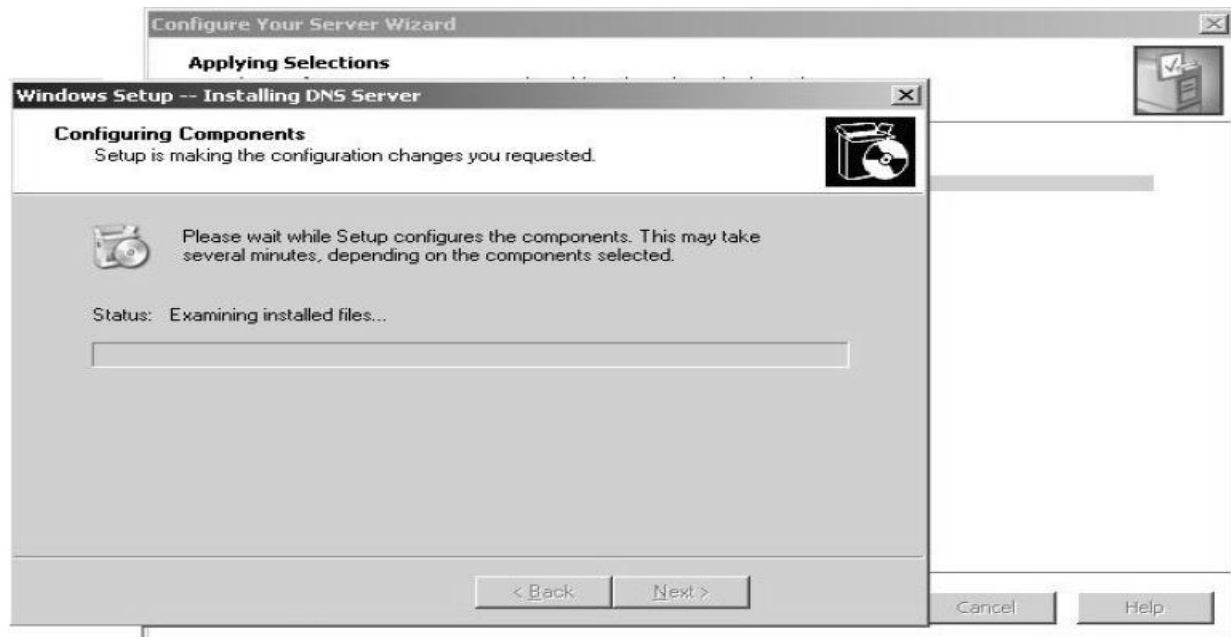 Configure Your Server Wizard
Applying Selections
Windows Setup -- Installing DNS Server
Configuring Components
Setup is making the configuration changes you requested.
Please wait while Setup configures the components. This may take
several minutes, depending on the components selected.
Status: Examining installed files...
< Back Next >
Cancel Help